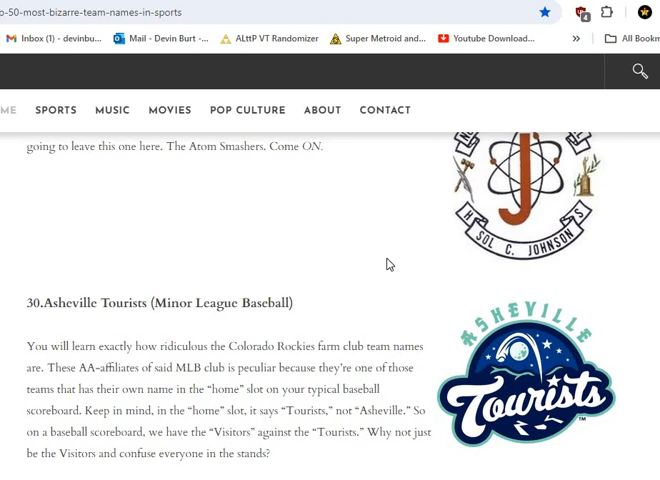 o-50-most-bizarre-team-names-in-sports
4
Inbox (1) - devinbu...
Mail - Devin Burt -...
ALttP VT Randomizer
Super Metroid and...
Youtube Download...
»
All Bookm
ME SPORTS MUSIC MOVIES POP CULTURE ABOUT CONTACT
going to leave this one here. The Atom Smashers. Come ON.
J
H SOL C. JOHNSON S
30.Asheville Tourists (Minor League Baseball)
You will learn exactly how ridiculous the Colorado Rockies farm club team names
are. These AA-affiliates of said MLB club is peculiar because they’re one of those
teams that has their own name in the “home” slot on your typical baseball
scoreboard. Keep in mind, in the “home” slot, it says “Tourists,” not “Asheville.” So
on a baseball scoreboard, we have the “Visitors” against the “Tourists.” Why not just
be the Visitors and confuse everyone in the stands?
ASHEVILLE
Tourists
TM